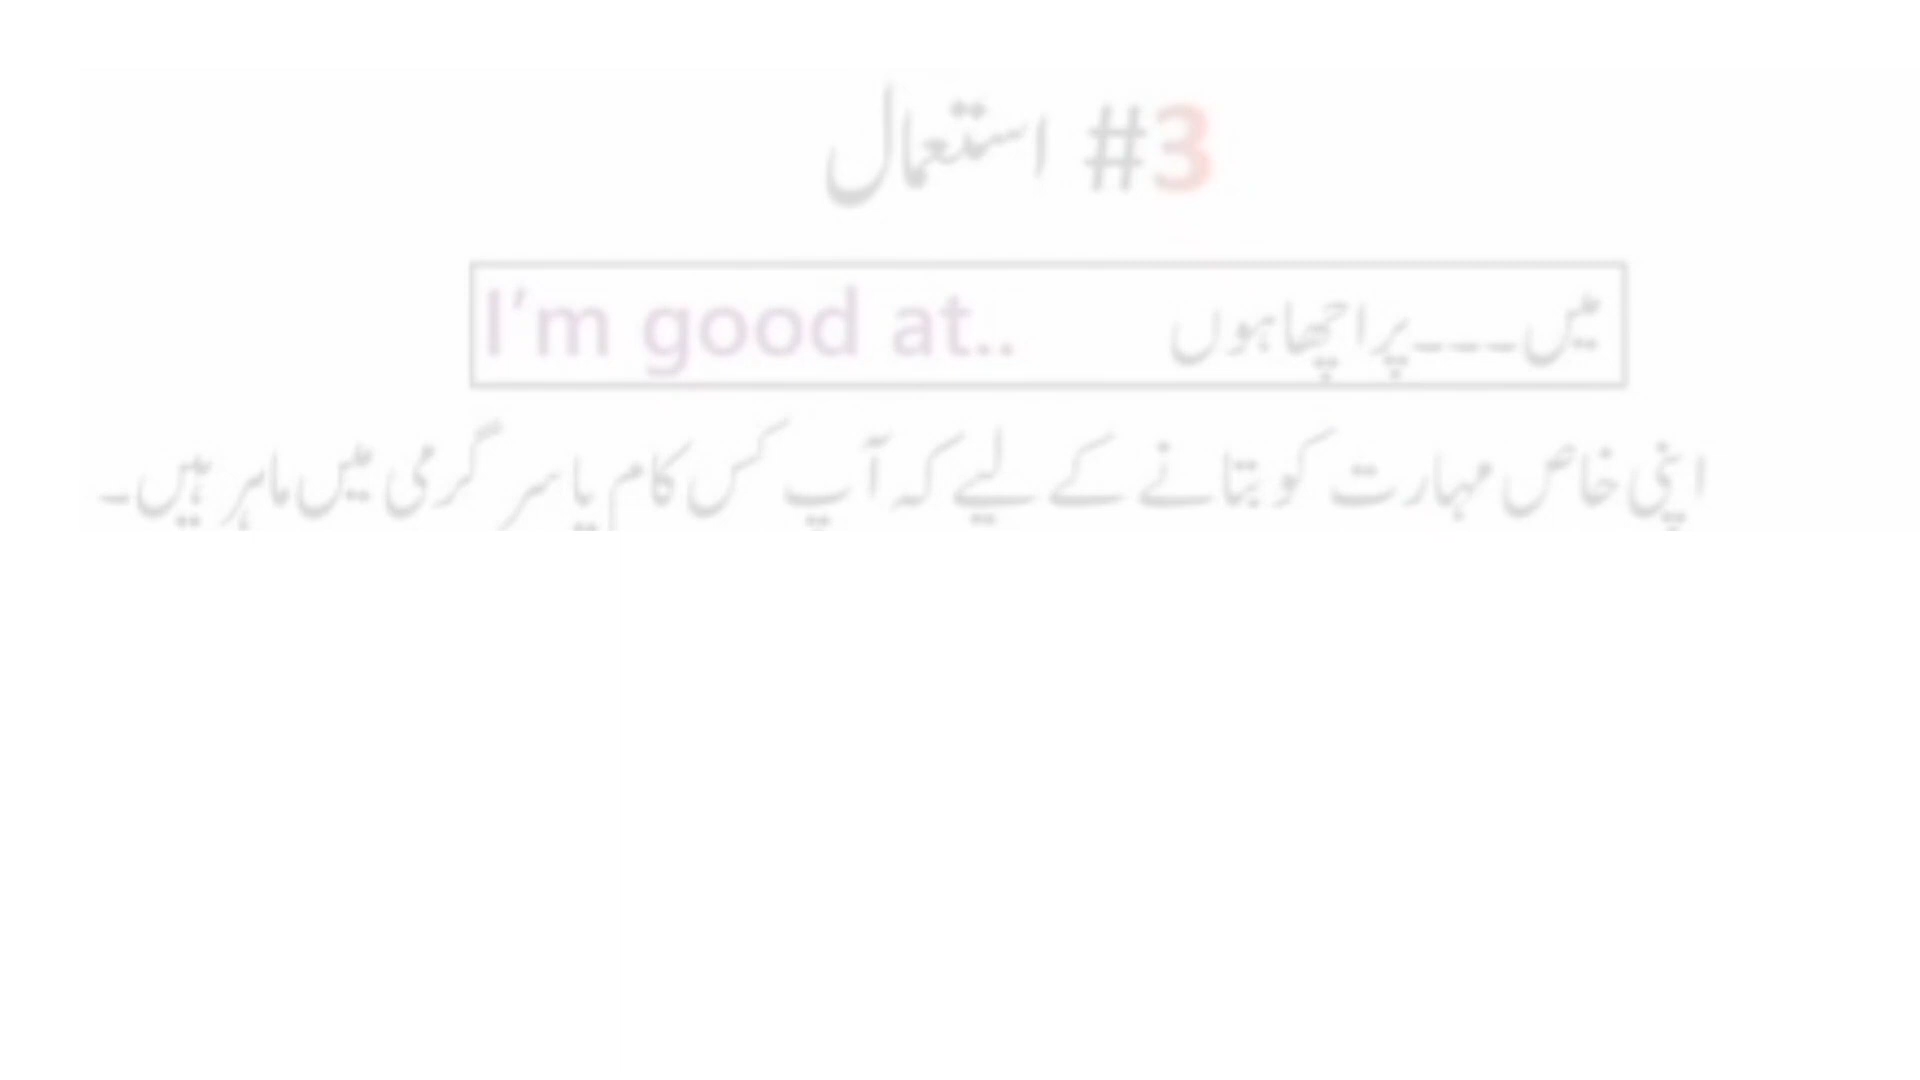 استعمال #3
I'm good at.. میں---پر اچھا ہوں
اپنی خاص مہارت کو بتانے کے لیے کہ آپ کس کام یا سرگرمی میں ماہر ہیں۔